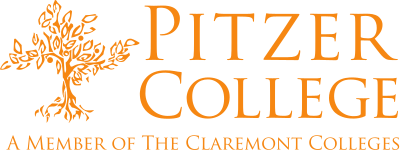 PITZER
COLLEGE
A MEMBER OF THE CLAREMONT COLLEGES